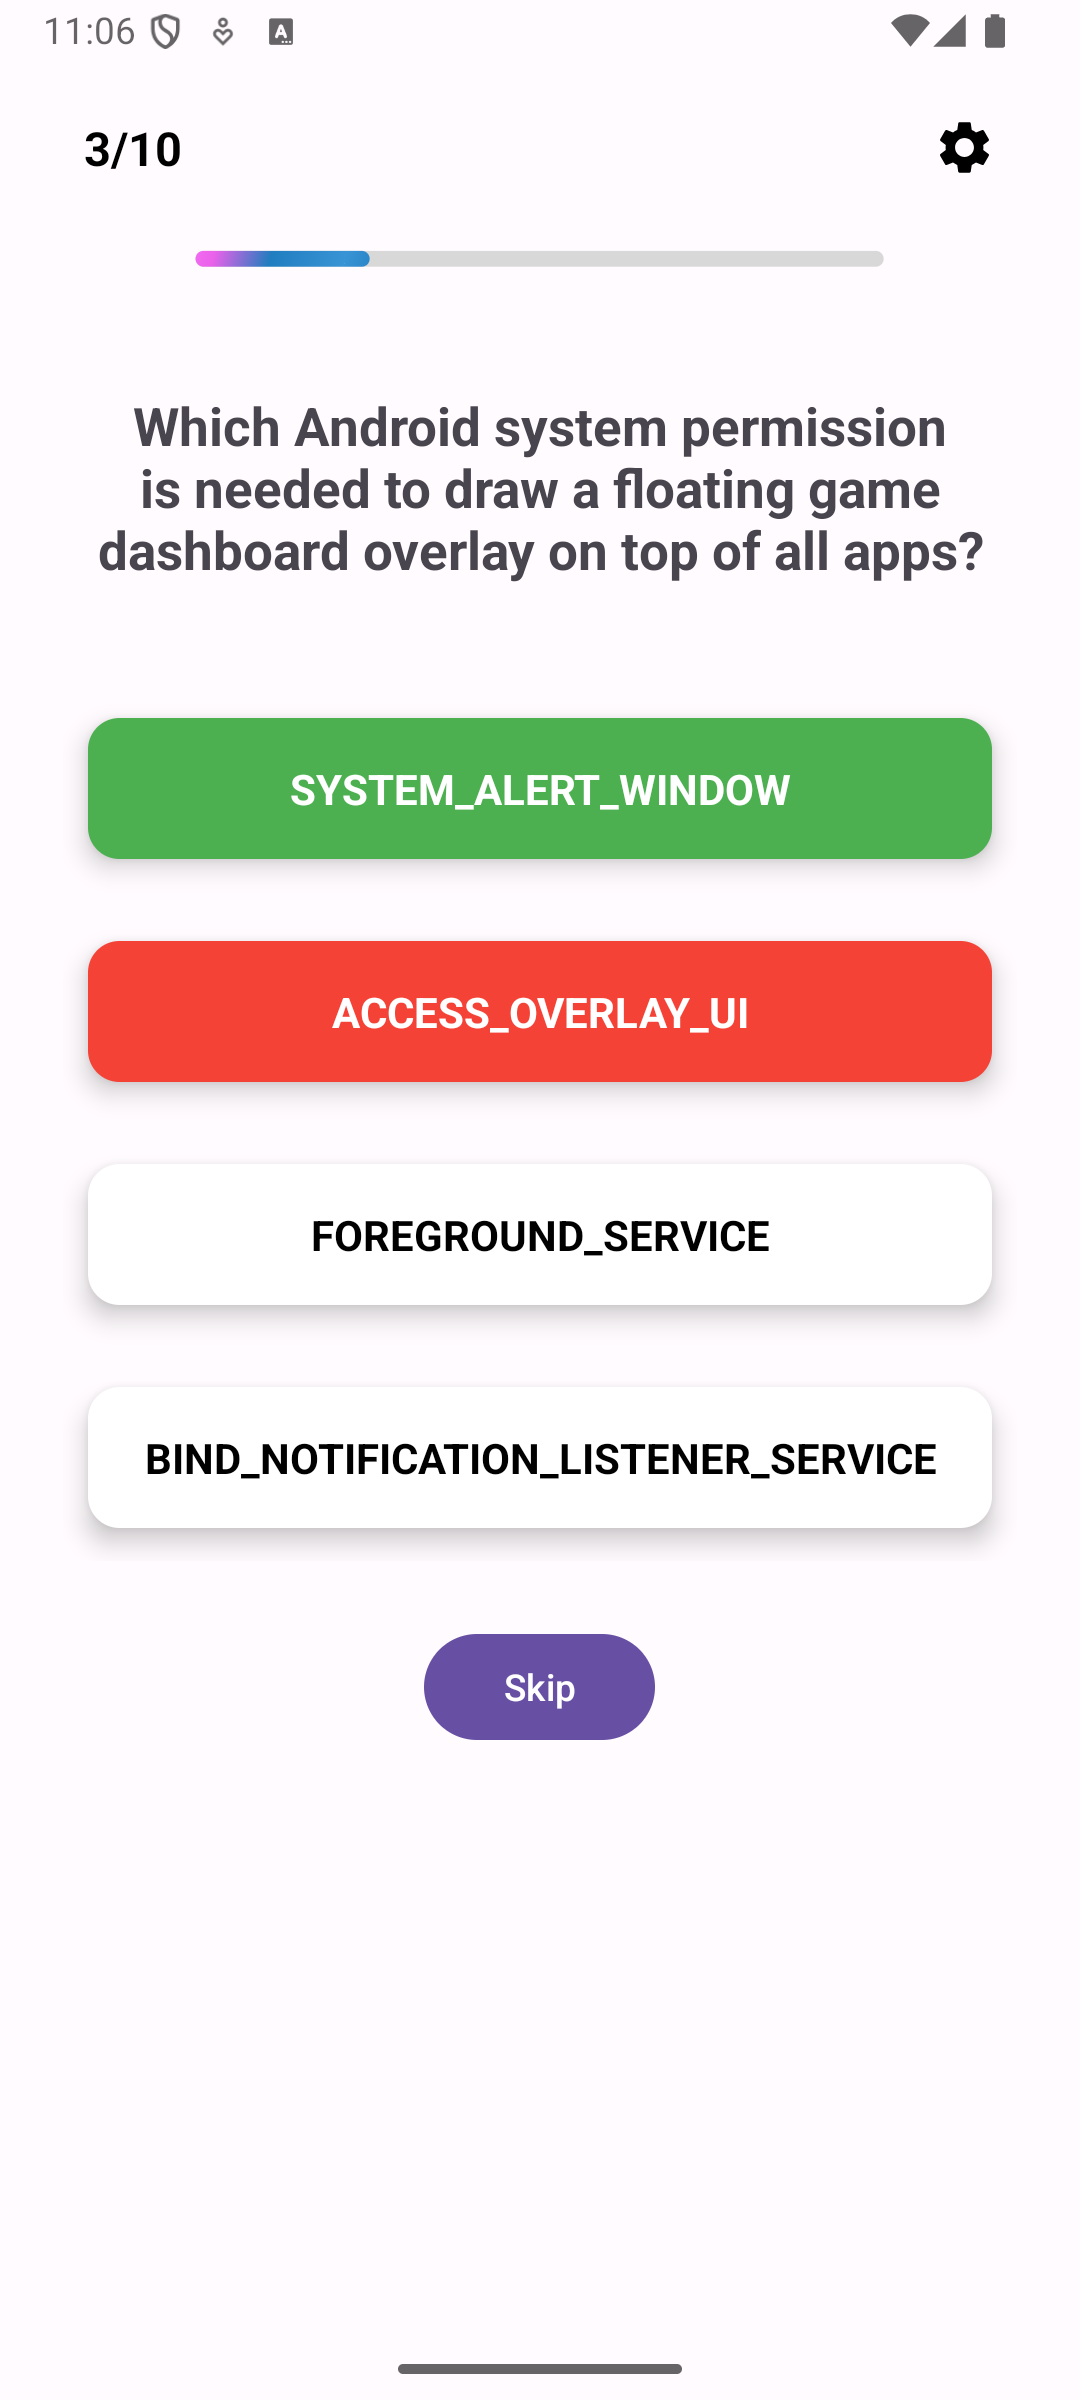 11:06
3/10
Which Android system permission
is needed to draw a floating game
dashboard overlay on top of all apps?
SYSTEM_ALERT_WINDOW
ACCESS_OVERLAY_UI
FOREGROUND_SERVICE
BIND_NOTIFICATION_LISTENER_SERVICE
Skip